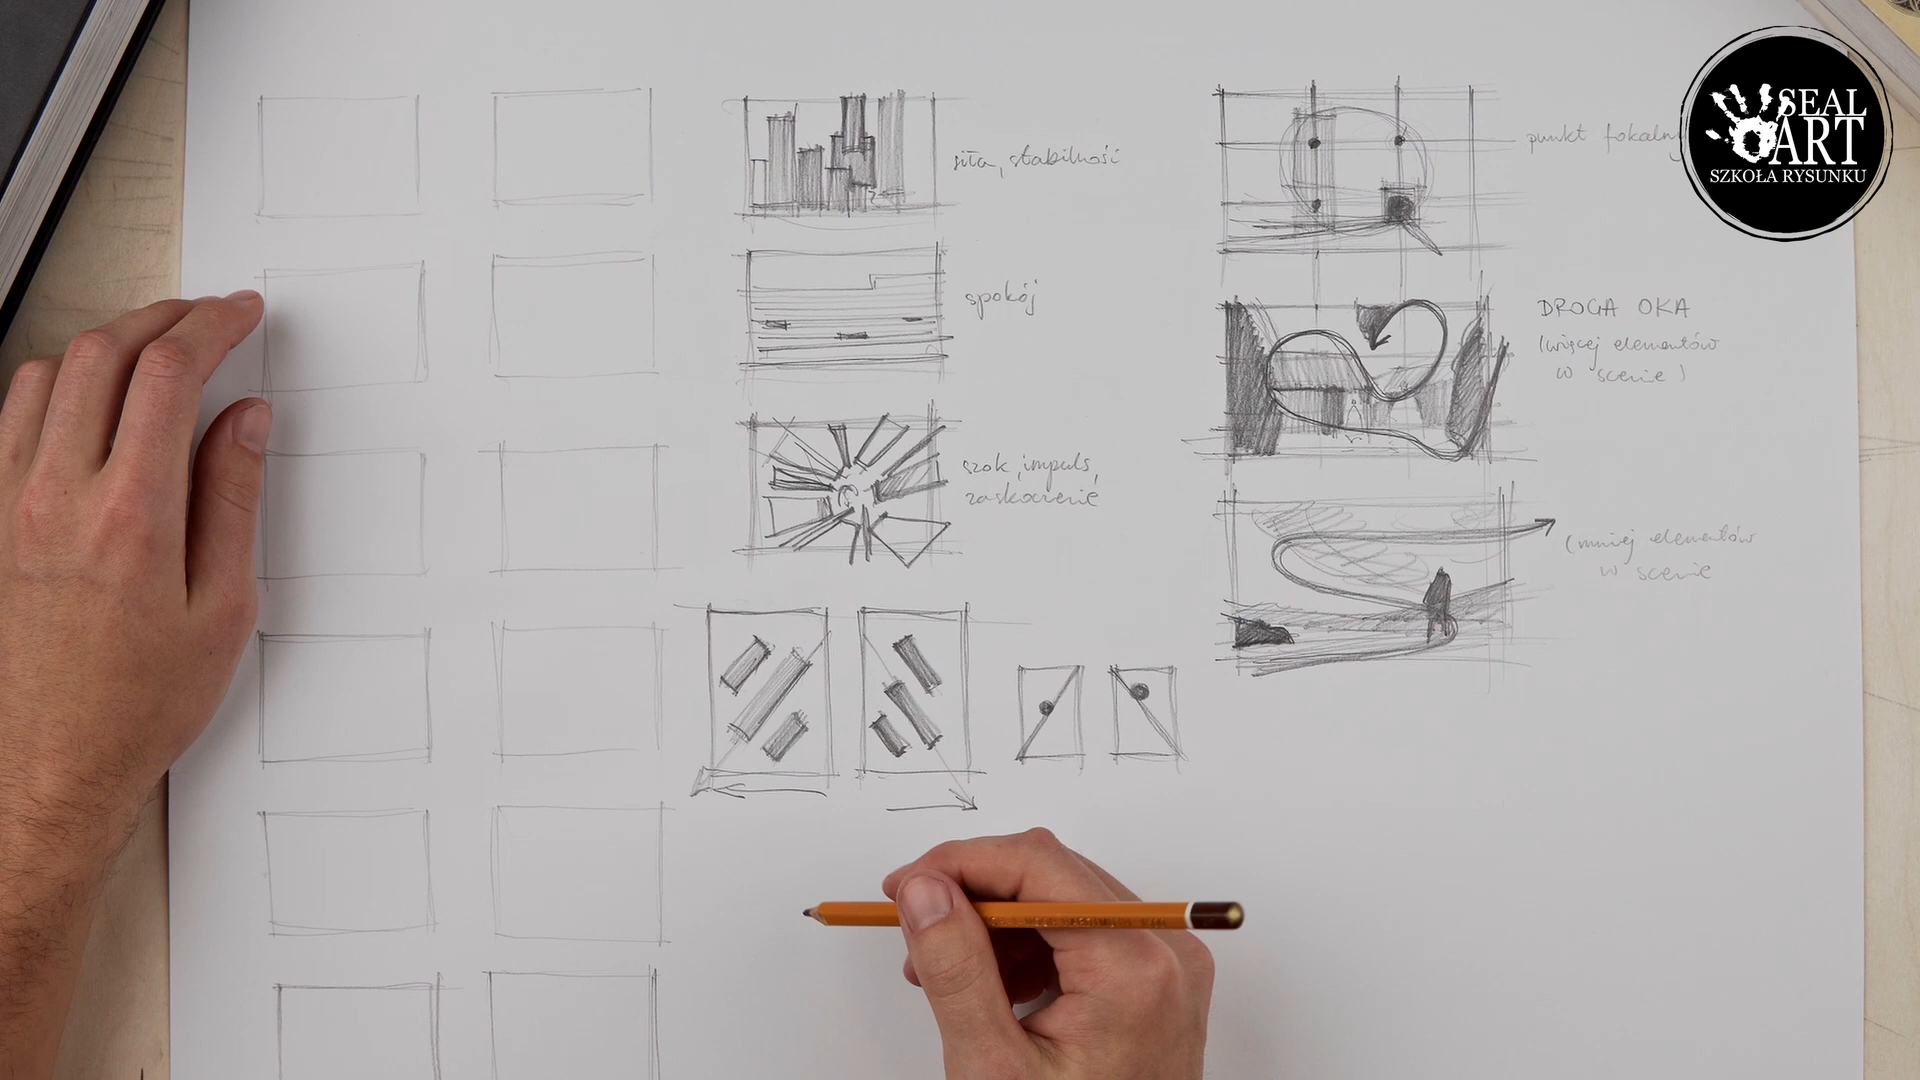 siła, stabilność
spokój
szok, impuls,
zaskoczenie
punkt fokalny
DROGA OKA
(więcej elementów
w scenie)
(mniej elementów
w scenie
SEAL
ART
SZKOŁA RYSUNKU